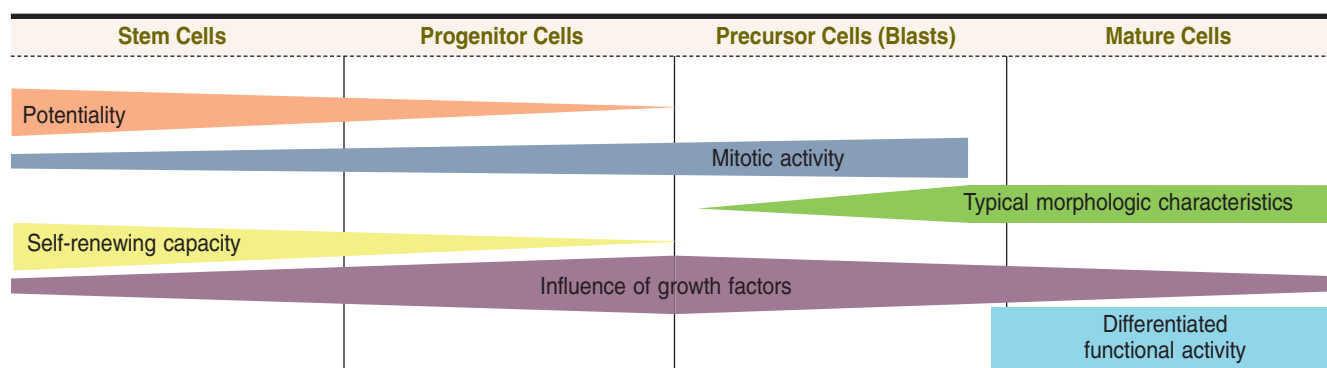 Stem Cells
Progenitor Cells
Precursor Cells (Blasts)
Mature Cells
Potentiality
Mitotic activity
Typical morphologic characteristics
Self-renewing capacity
Influence of growth factors
Differentiated
functional activity